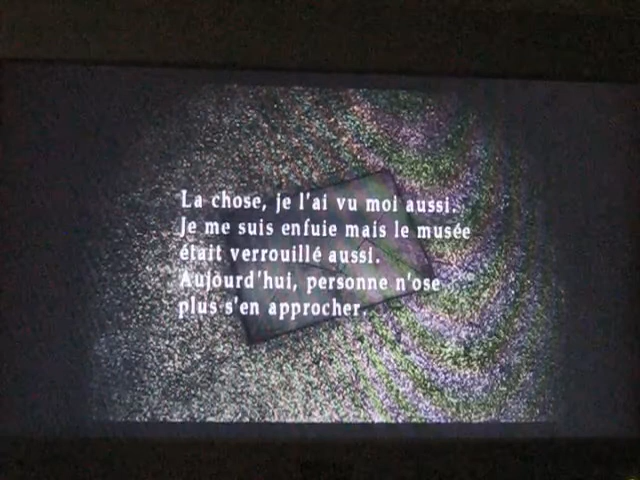 La chose, je l'ai vu moi aussi.
Je me suis enfuie mais le musée
était verrouillé aussi.
Aujourd'hui, personne n'ose
plus s'en approcher.